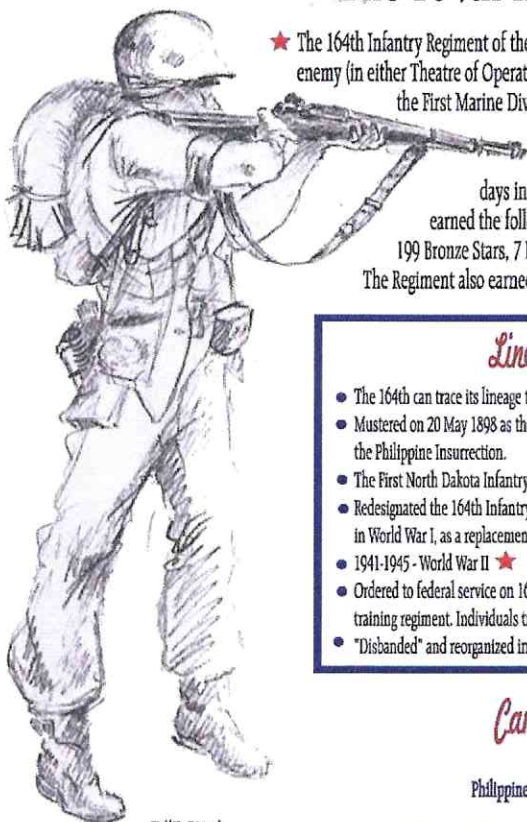 The 164th Infantry Regiment of the
enemy (in either Theatre of Operat
the First Marine Div
days in
earned the foll
199 Bronze Stars, 7
The Regiment also earne
Line
The 164th can trace its lineage
Mustered on 20 May 1898 as the
the Philippine Insurrection.
The First North Dakota Infantry
Redesignated the 164th Infantry
in World War I, as a replacemen
1941-1945 - World War II
Ordered to federal service on 16
training regiment. Individuals t
"Disbanded" and reorganized in
Ca
Philippine